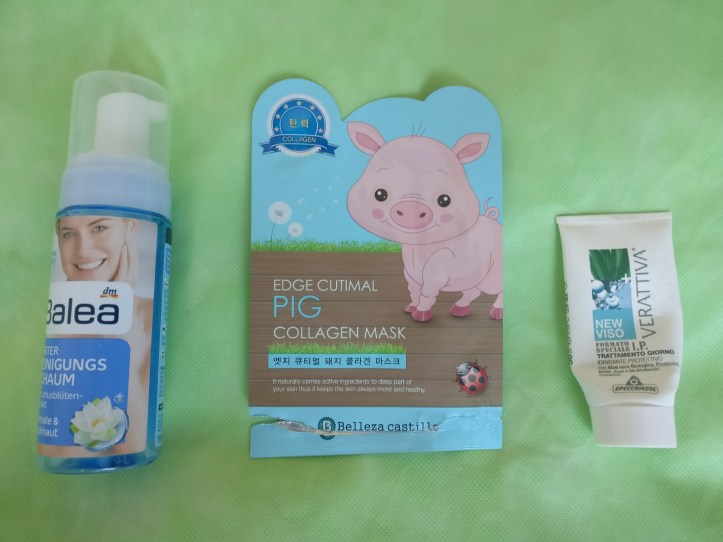 dm
Balea
탄력
COLLAGEN
EDGE CUTIMAL
PIG
COLLAGEN MASK
엣지 큐티멀 돼지 콜라겐 마스크
It naturally carries active ingredients to deep part of
your skin thus it keeps the skin always moist and healthy.
B Belleza castillo
VERATTIVA
NEW
VISO
FORMATO
SPECIALE I.P.
TRATTAMENTO GIORNO
IDRATANTE PROTETTIVO